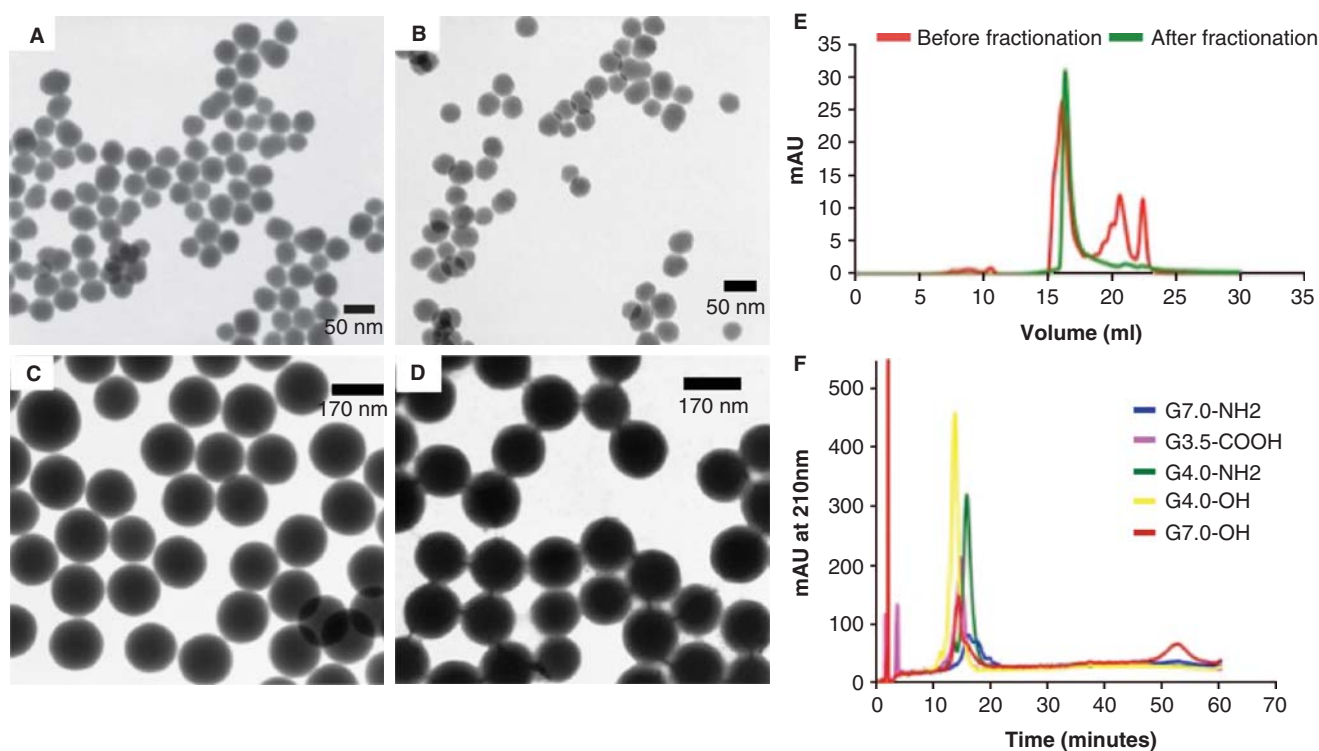 A
50 nm
B
50 nm
C
170 nm
D
170 nm
E
Before fractionation
After fractionation
35
30
25
20
15
10
5
0
mAU
0 5 10 15 20 25 30 35
Volume (ml)
F
500
400
300
200
100
0
mAU at 210nm
G7.0-NH2
G3.5-COOH
G4.0-NH2
G4.0-OH
G7.0-OH
0 10 20 30 40 50 60 70
Time (minutes)